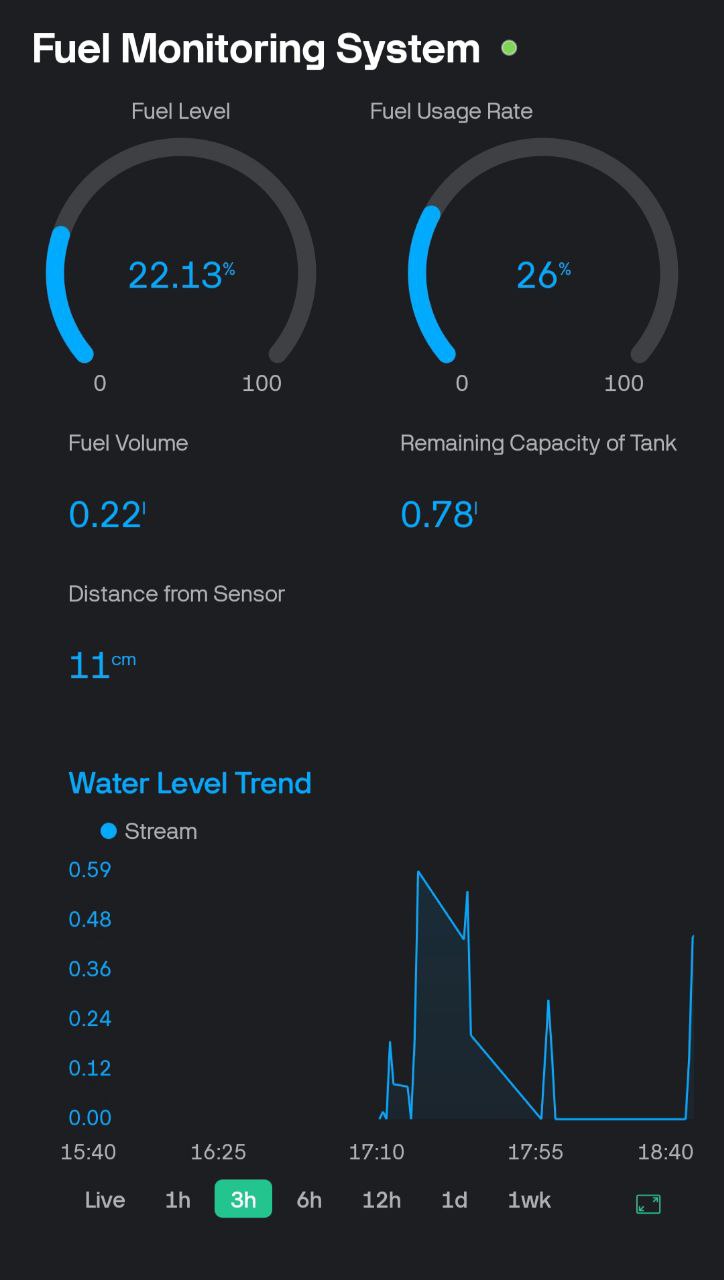 Fuel Monitoring System
Fuel Level Fuel Usage Rate
22.13% 26%
0 100 0 100
Fuel Volume Remaining Capacity of Tank
0.22l 0.78l
Distance from Sensor
11cm
Water Level Trend
Stream
0.59
0.48
0.36
0.24
0.12
0.00
15:40 16:25 17:10 17:55 18:40
Live 1h 3h 6h 12h 1d 1wk